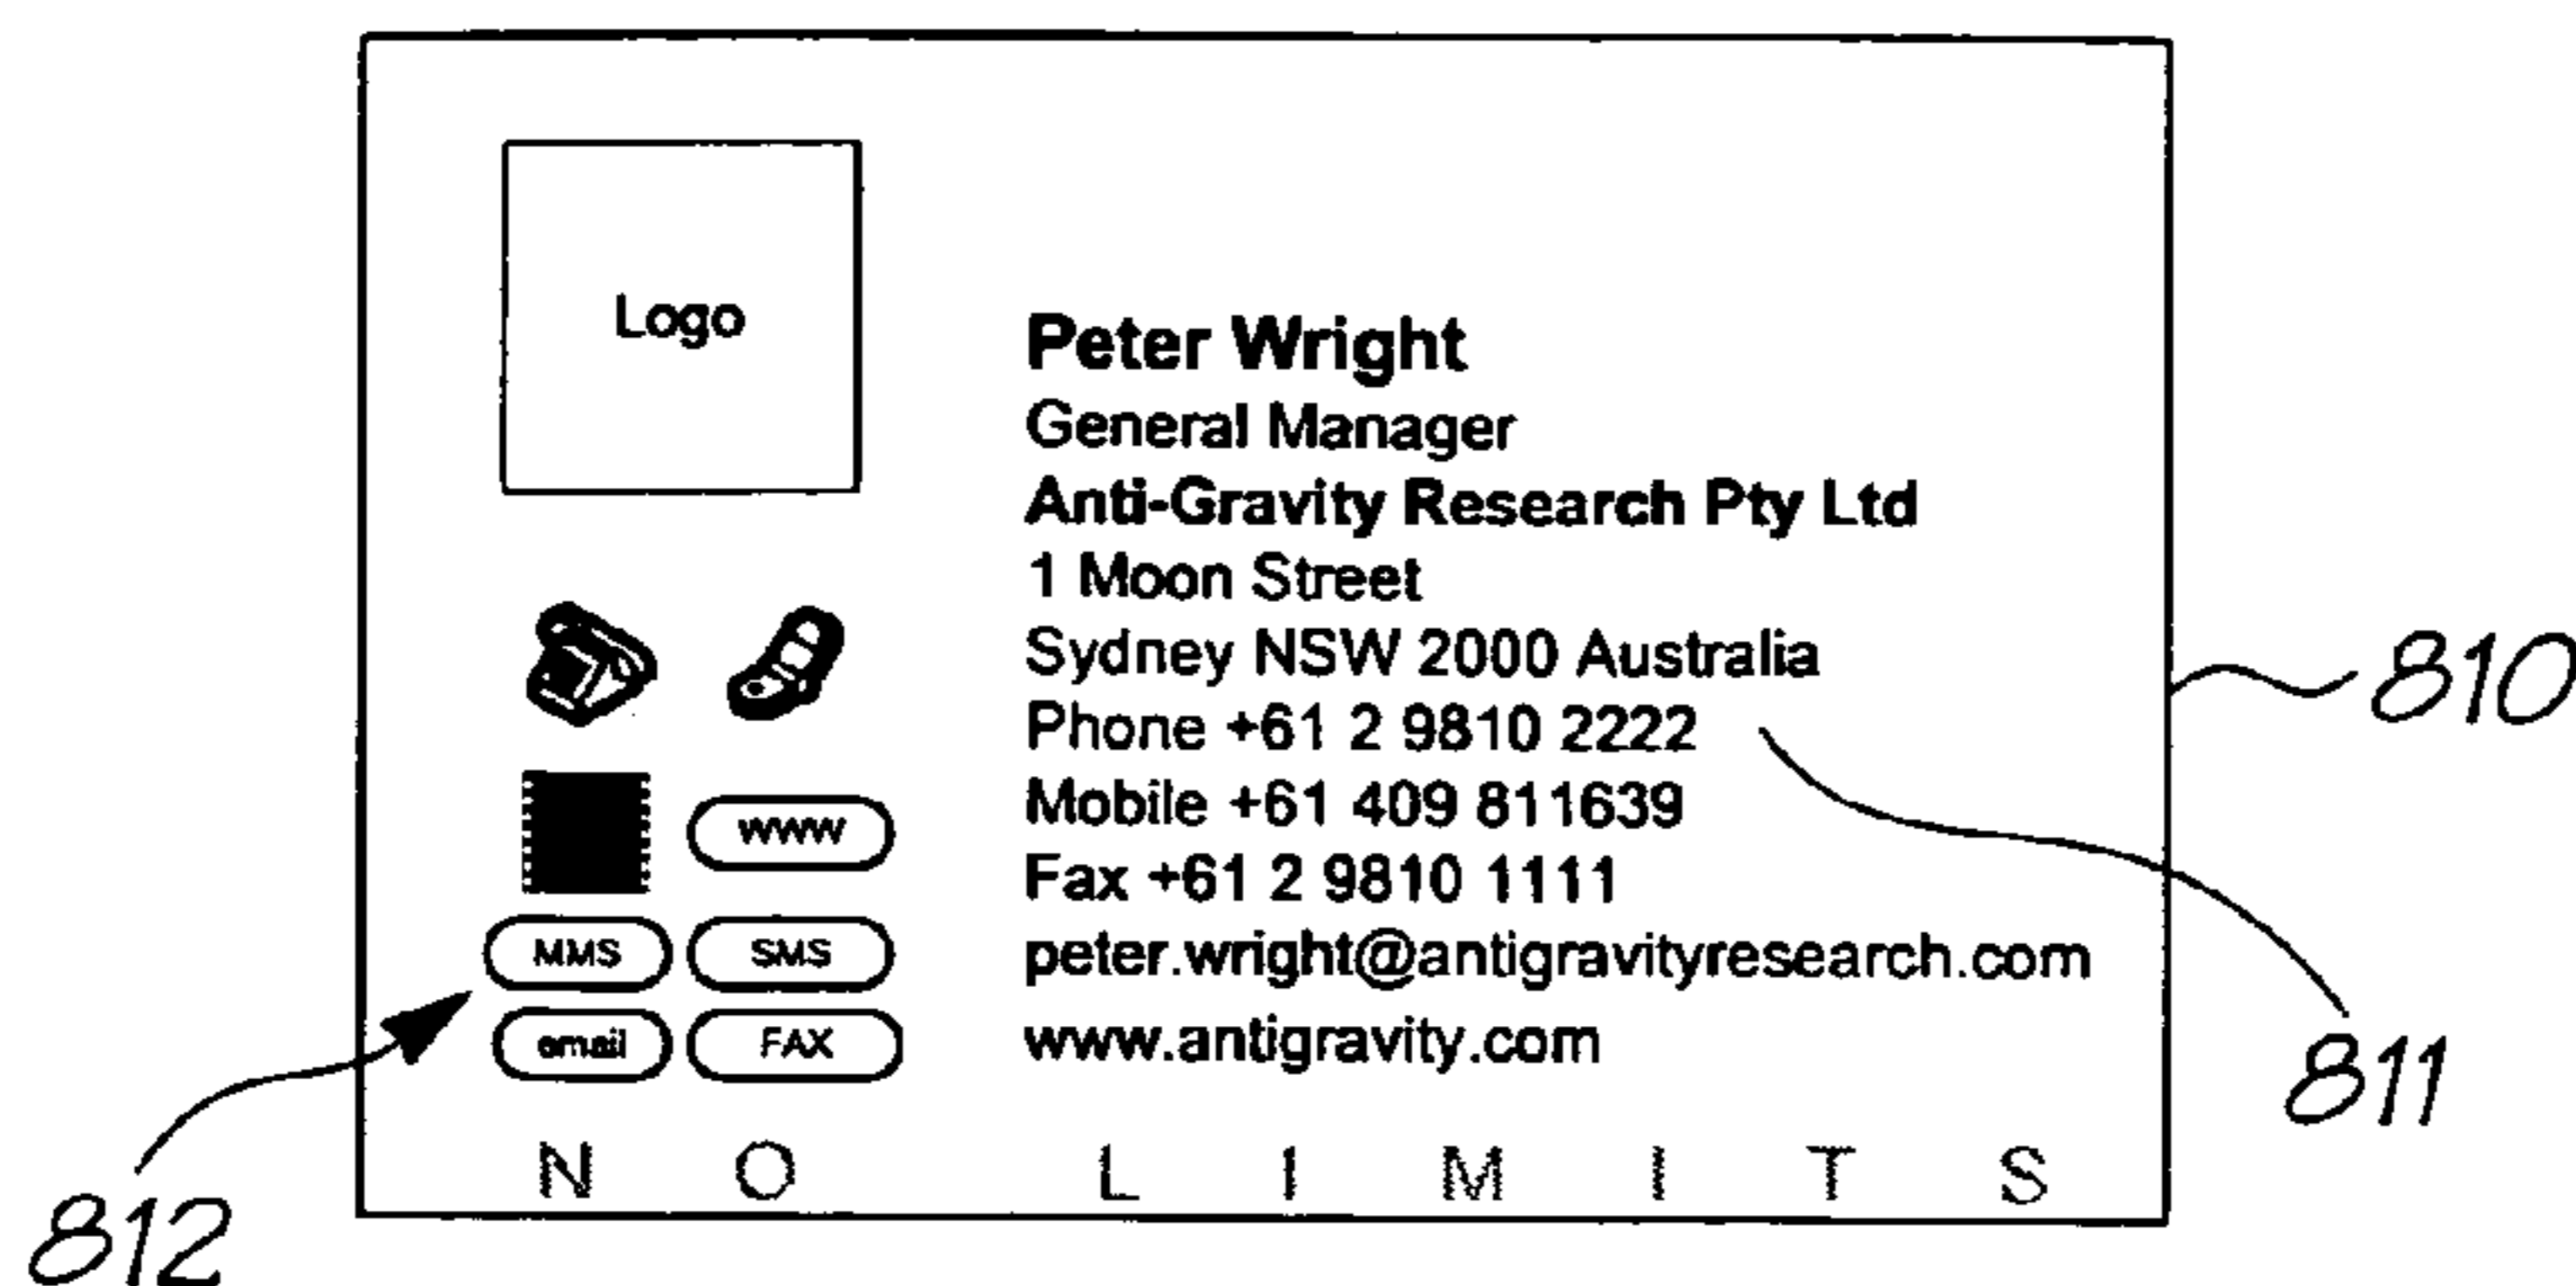 Logo
Peter Wright
General Manager
Anti-Gravity Research Pty Ltd
1 Moon Street
Sydney NSW 2000 Australia
Phone +61 2 9810 2222
Mobile +61 409 811639
Fax +61 2 9810 1111
peter.wright@antigravityresearch.com
www.antigravity.com
WWW
MMS SMS
email FAX
N O L I M I T S
810
811
812